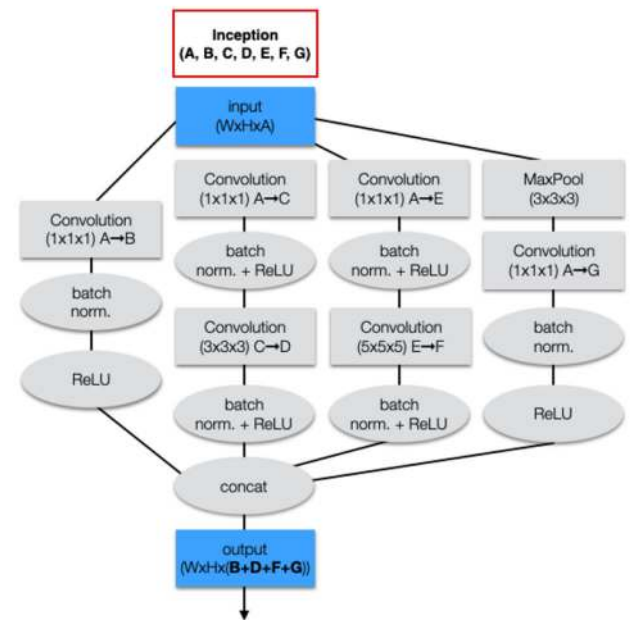 Inception
(A, B, C, D, E, F, G)
input
(WxHxA)
Convolution
(1x1x1) A→B
batch
norm.
ReLU
Convolution
(1x1x1) A→C
batch
norm. + ReLU
Convolution
(3x3x3) C→D
batch
norm. + ReLU
Convolution
(1x1x1) A→E
batch
norm. + ReLU
Convolution
(5x5x5) E→F
batch
norm. + ReLU
MaxPool
(3x3x3)
Convolution
(1x1x1) A→G
batch
norm.
ReLU
concat
output
(WxHx(B+D+F+G))